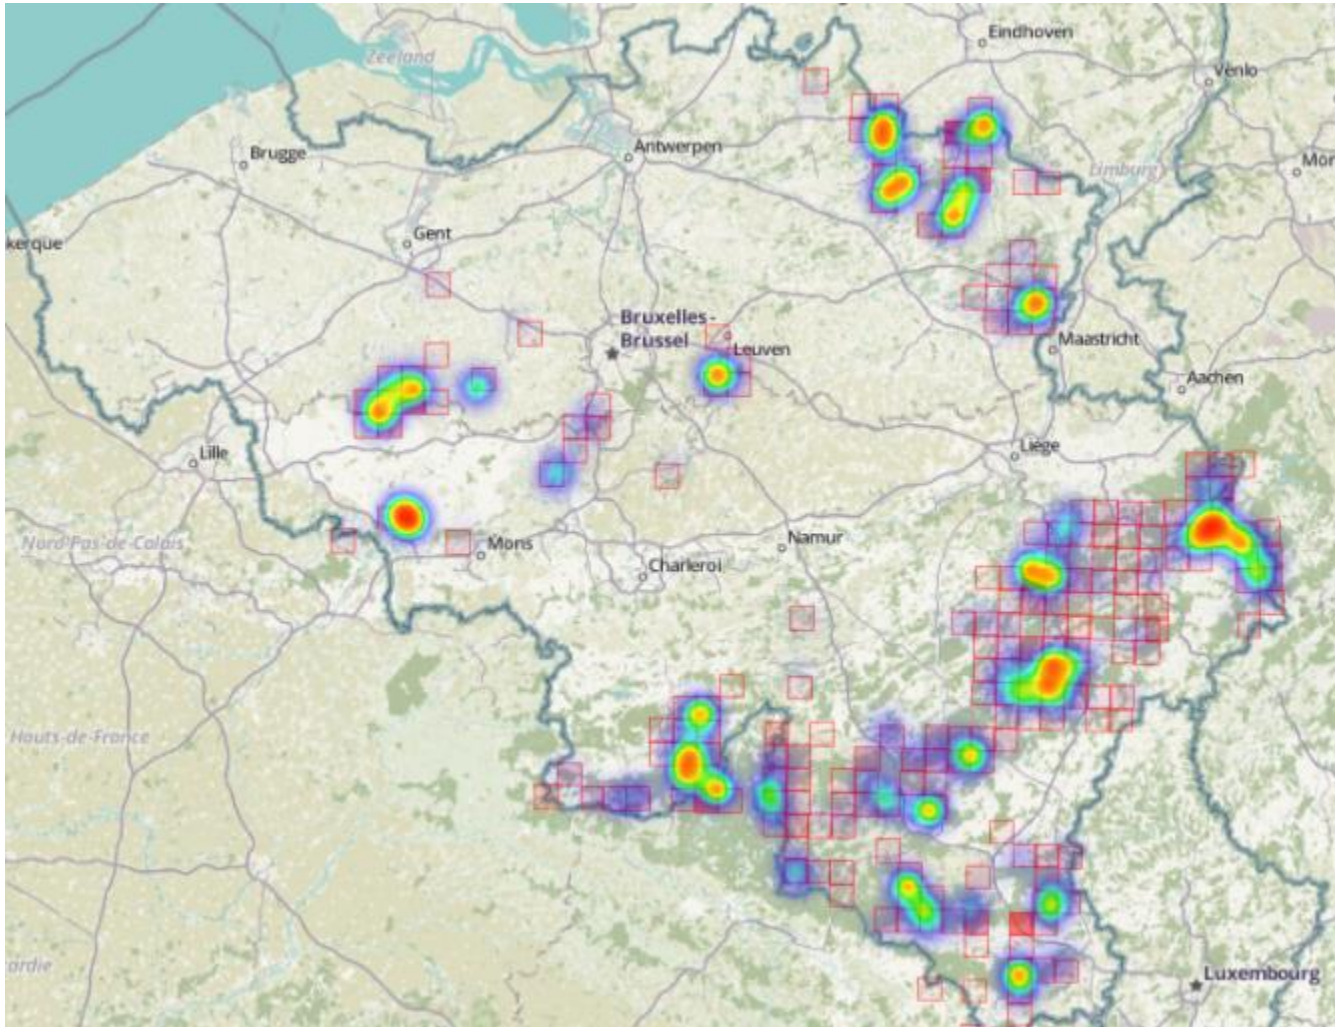 Eindhoven
Zeeland
Venlo
Antwerpen
Brugge
Limburg
Mor
Gent
kerque
Bruxelles -
Brussel
Leuven
Maastricht
Aachen
Liège
Lille
Nord-Pas-de-Calais
Mons
Namur
Charleroi
Hauts-de-France
ardie
Luxembourg